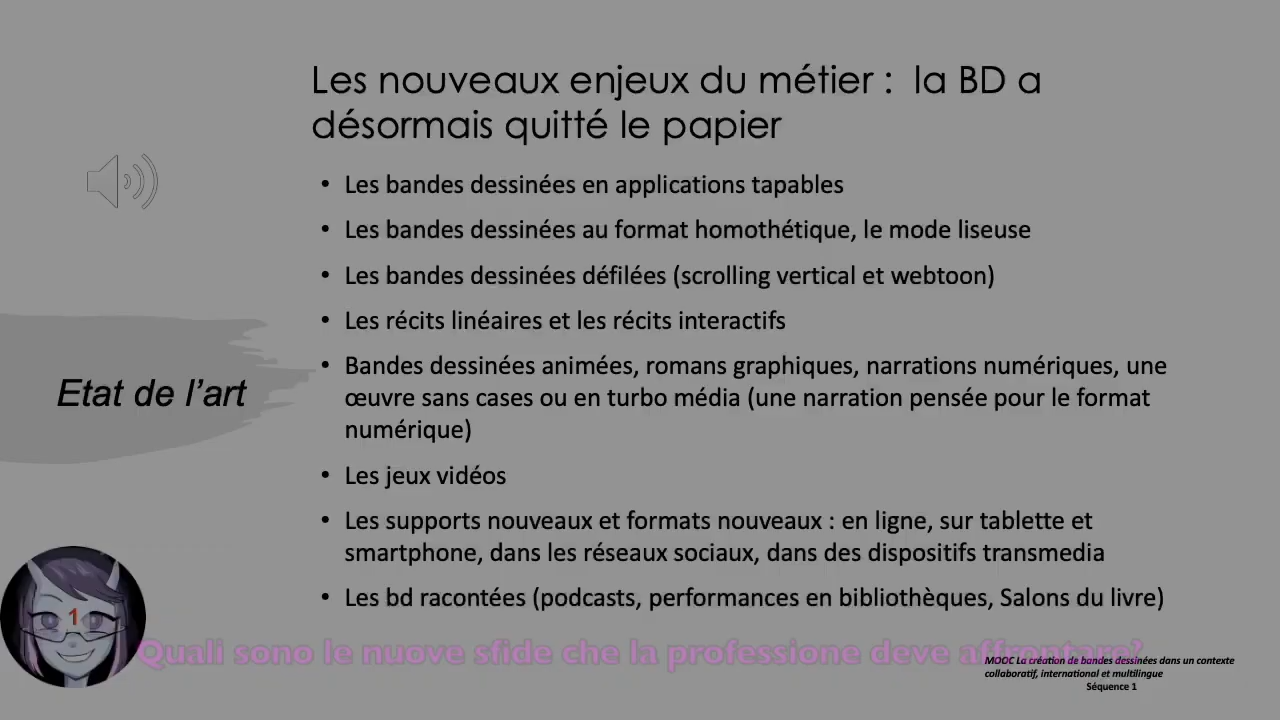 Les nouveaux enjeux du métier : la BD a
désormais quitté le papier
• Les bandes dessinées en applications tapables
• Les bandes dessinées au format homothétique, le mode liseuse
• Les bandes dessinées défilées (scrolling vertical et webtoon)
• Les récits linéaires et les récits interactifs
• Bandes dessinées animées, romans graphiques, narrations numériques, une
œuvre sans cases ou en turbo média (une narration pensée pour le format
numérique)
• Les jeux vidéos
• Les supports nouveaux et formats nouveaux : en ligne, sur tablette et
smartphone, dans les réseaux sociaux, dans des dispositifs transmedia
• Les bd racontées (podcasts, performances en bibliothèques, Salons du livre)
Etat de l’art
1
Quali sono le nuove sfide che la professione deve affrontare?
MOOC La création de bandes dessinées dans un contexte
collaboratif, international et multilingue
Séquence 1